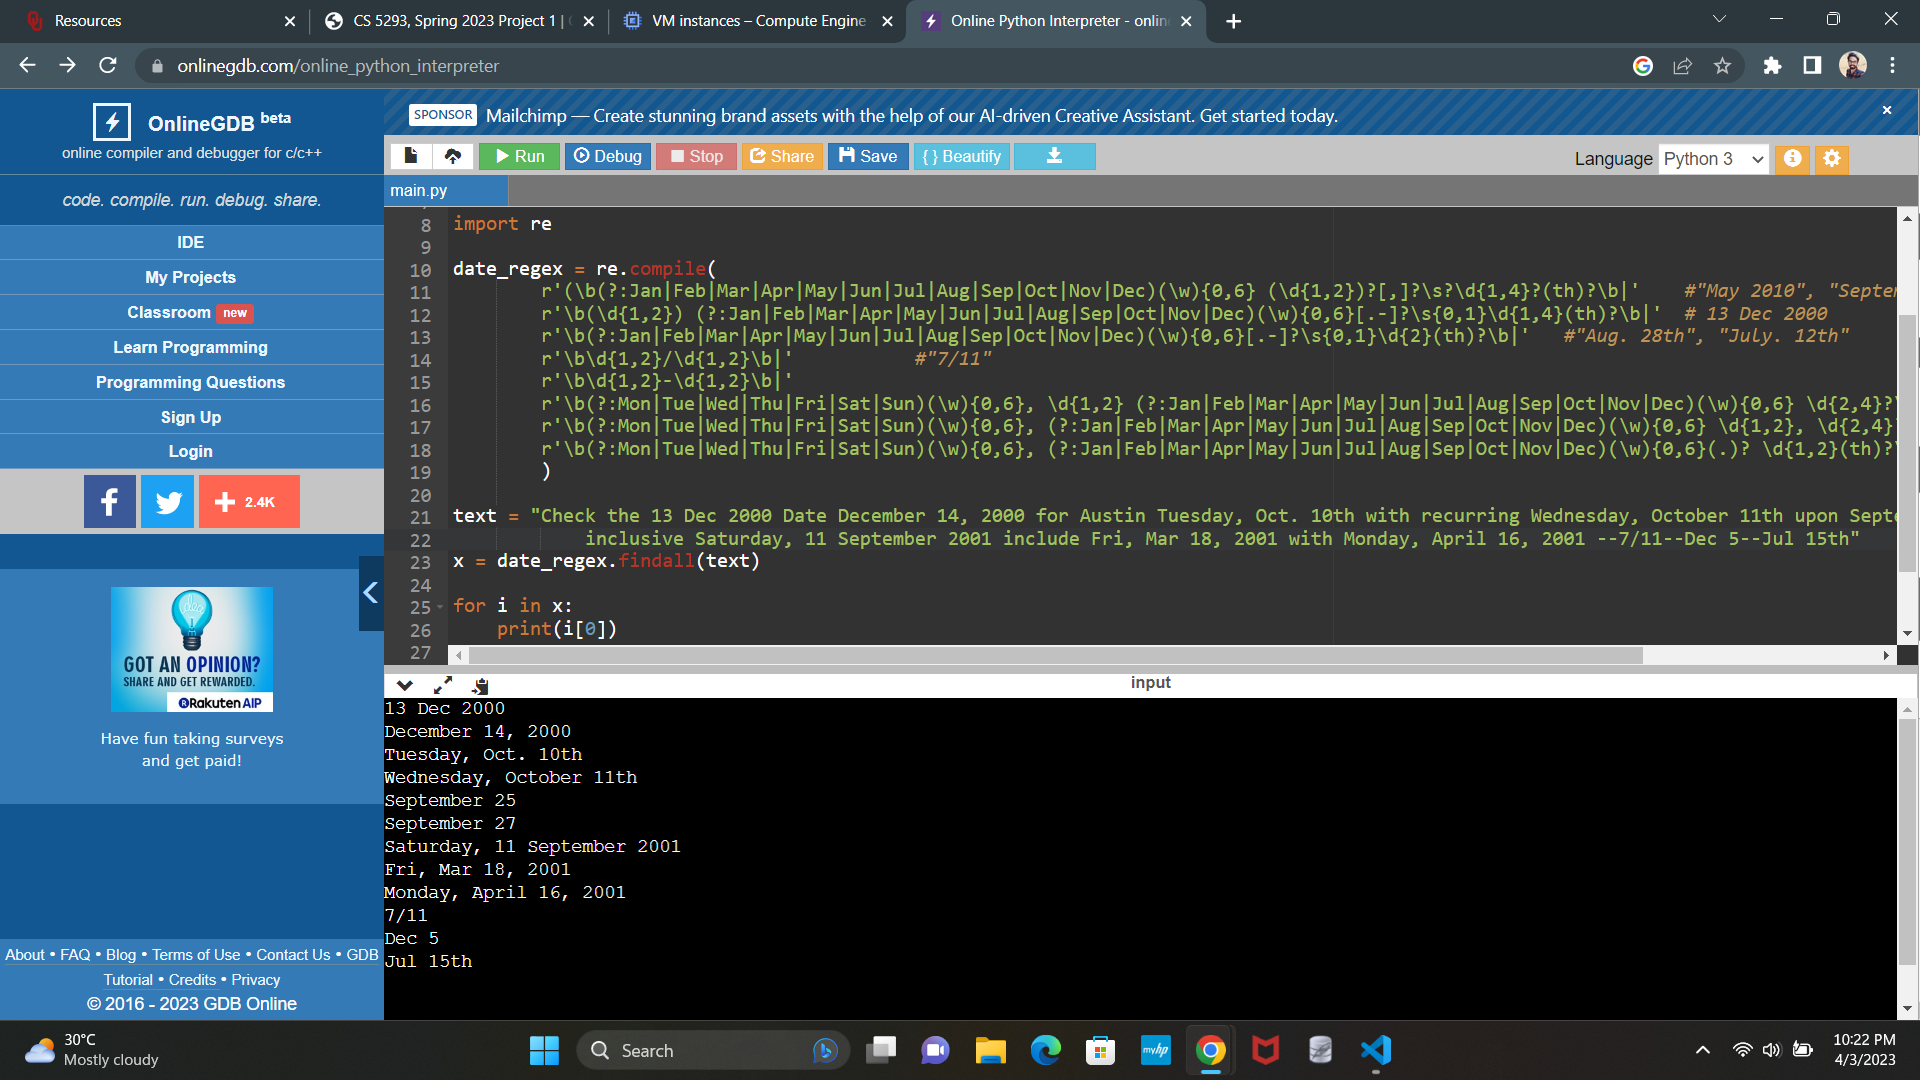 Resources
CS 5293, Spring 2023 Project 1 |
VM instances – Compute Engine
Online Python Interpreter - onlin
onlinegdb.com/online_python_interpreter
OnlineGDB beta
online compiler and debugger for c/c++
code. compile. run. debug. share.
IDE
My Projects
Classroom new
Learn Programming
Programming Questions
Sign Up
Login
f
+ 2.4K
GOT AN OPINION?
SHARE AND GET REWARDED.
Rakuten AIP
Have fun taking surveys
and get paid!
About • FAQ • Blog • Terms of Use • Contact Us • GDB
Tutorial • Credits • Privacy
© 2016 - 2023 GDB Online
SPONSOR Mailchimp — Create stunning brand assets with the help of our AI-driven Creative Assistant. Get started today.
Run Debug Stop Share Save { } Beautify
Language Python 3
main.py
8 import re
9
10 date_regex = re.compile(
11 r'(\b(?:Jan|Feb|Mar|Apr|May|Jun|Jul|Aug|Sep|Oct|Nov|Dec)(\w){0,6} (\d{1,2})?[,]?\s?\d{1,4}?(th)?\b|' #"May 2010", "Septe
12 r'\b(\d{1,2}) (?:Jan|Feb|Mar|Apr|May|Jun|Jul|Aug|Sep|Oct|Nov|Dec)(\w){0,6}[.-]?\s{0,1}\d{1,4}(th)?\b|' # 13 Dec 2000
13 r'\b(?:Jan|Feb|Mar|Apr|May|Jun|Jul|Aug|Sep|Oct|Nov|Dec)(\w){0,6}[.-]?\s{0,1}\d{2}(th)?\b|' #"Aug. 28th", "July. 12th"
14 r'\b\d{1,2}/\d{1,2}\b|' #"7/11"
15 r'\b\d{1,2}-\d{1,2}\b|'
16 r'\b(?:Mon|Tue|Wed|Thu|Fri|Sat|Sun)(\w){0,6}, \d{1,2} (?:Jan|Feb|Mar|Apr|May|Jun|Jul|Aug|Sep|Oct|Nov|Dec)(\w){0,6} \d{2,4}?
17 r'\b(?:Mon|Tue|Wed|Thu|Fri|Sat|Sun)(\w){0,6}, (?:Jan|Feb|Mar|Apr|May|Jun|Jul|Aug|Sep|Oct|Nov|Dec)(\w){0,6} \d{1,2}, \d{2,4}
18 r'\b(?:Mon|Tue|Wed|Thu|Fri|Sat|Sun)(\w){0,6}, (?:Jan|Feb|Mar|Apr|May|Jun|Jul|Aug|Sep|Oct|Nov|Dec)(\w){0,6}(.)? \d{1,2}(th)?
19 )
20
21 text = "Check the 13 Dec 2000 Date December 14, 2000 for Austin Tuesday, Oct. 10th with recurring Wednesday, October 11th upon Sept
22 inclusive Saturday, 11 September 2001 include Fri, Mar 18, 2001 with Monday, April 16, 2001 --7/11--Dec 5--Jul 15th"
23 x = date_regex.findall(text)
24
25 for i in x:
26 print(i[0])
27
input
13 Dec 2000
December 14, 2000
Tuesday, Oct. 10th
Wednesday, October 11th
September 25
September 27
Saturday, 11 September 2001
Fri, Mar 18, 2001
Monday, April 16, 2001
7/11
Dec 5
Jul 15th
30°C
Mostly cloudy
Search
myhp
10:22 PM
4/3/2023